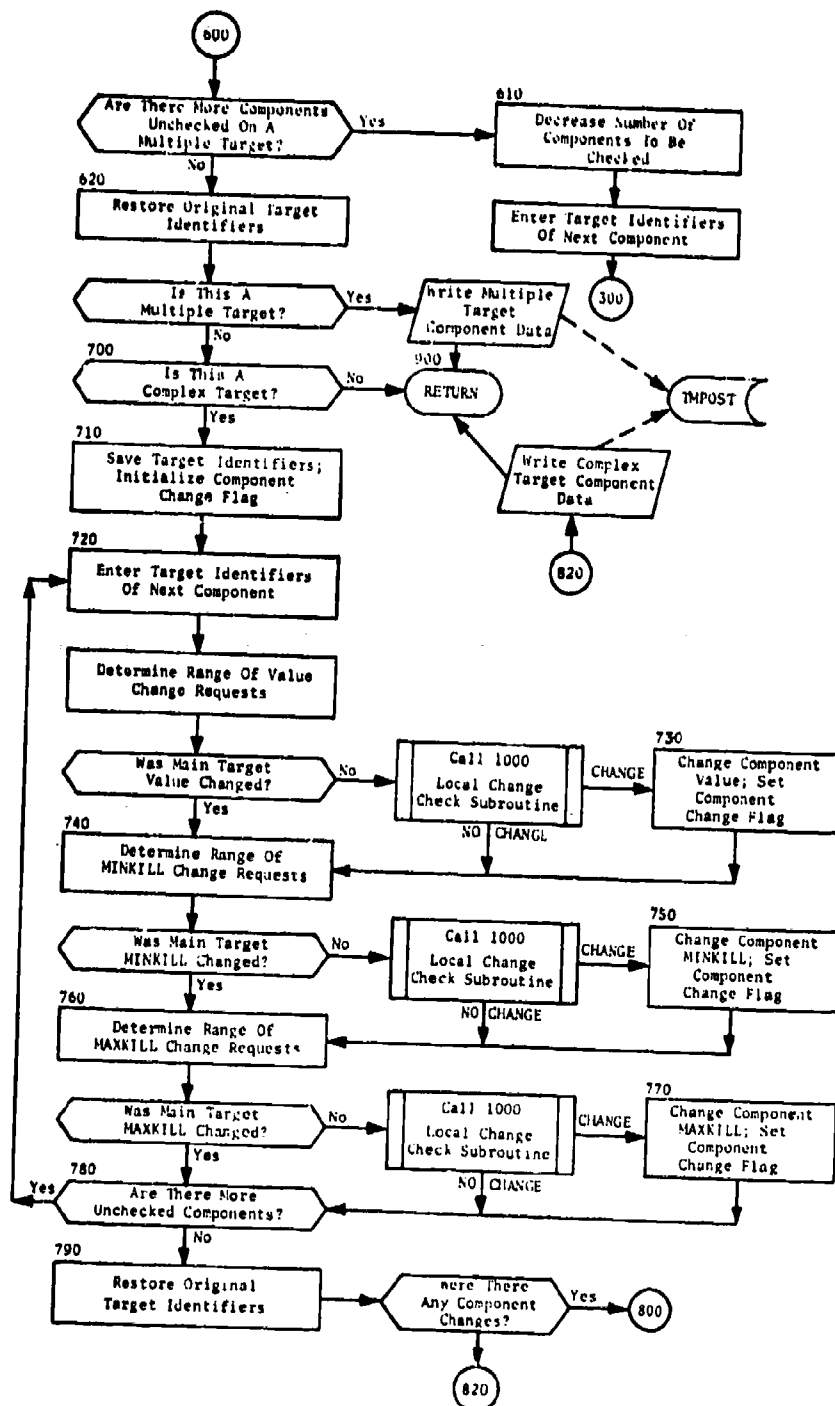 600
Are There More Components
Unchecked On A
Multiple Target?
Yes
No
610
Decrease Number Of
Components To Be
Checked
620
Restore Original Target
Identifiers
Enter Target Identifiers
Of Next Component
300
Is This A
Multiple Target?
Yes
No
Write Multiple
Target
Component Data
700
Is This A
Complex Target?
No
Yes
900
RETURN
TMPOST
710
Save Target Identifiers;
Initialize Component
Change Flag
Write Complex
Target Component
Data
820
720
Enter Target Identifiers
Of Next Component
Determine Range Of Value
Change Requests
Was Main Target
Value Changed?
No
Yes
Call 1000
Local Change
Check Subroutine
CHANGE
NO CHANGE
730
Change Component
Value; Set
Component
Change Flag
740
Determine Range Of
MINKILL Change Requests
Was Main Target
MINKILL Changed?
No
Yes
Call 1000
Local Change
Check Subroutine
CHANGE
NO CHANGE
750
Change Component
MINKILL; Set
Component
Change Flag
760
Determine Range Of
MAXKILL Change Requests
Was Main Target
MAXKILL Changed?
No
Yes
Call 1000
Local Change
Check Subroutine
CHANGE
NO CHANGE
770
Change Component
MAXKILL; Set
Component
Change Flag
780
Are There More
Unchecked Components?
Yes
No
790
Restore Original
Target Identifiers
Were There
Any Component
Changes?
Yes
800
820